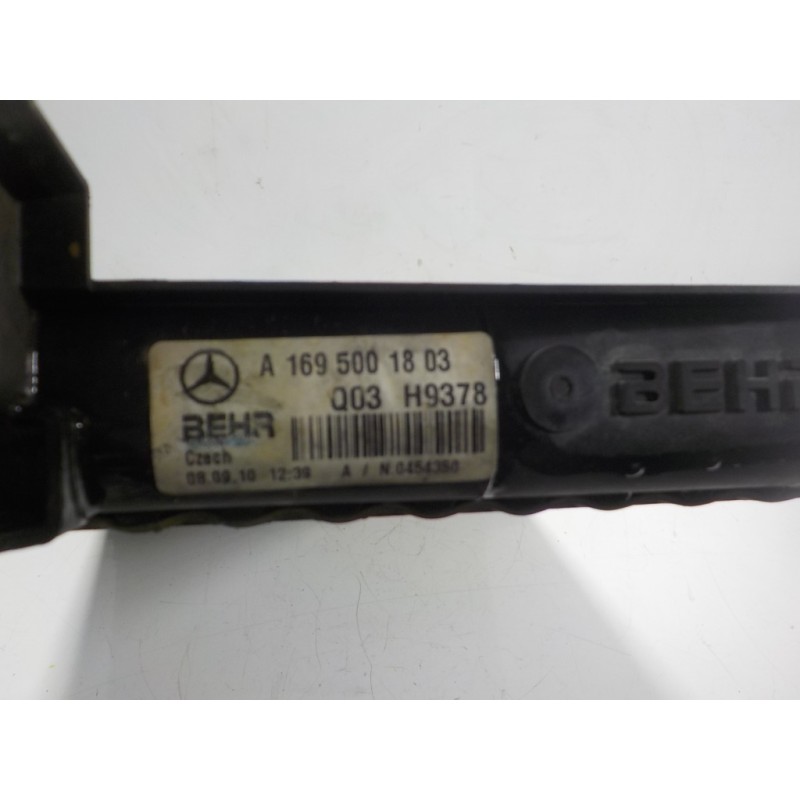 A 169 500 18 03
Q03 H9378
BEHR
Czech
08.09.10 12:39 A / N 0454350
BEHR